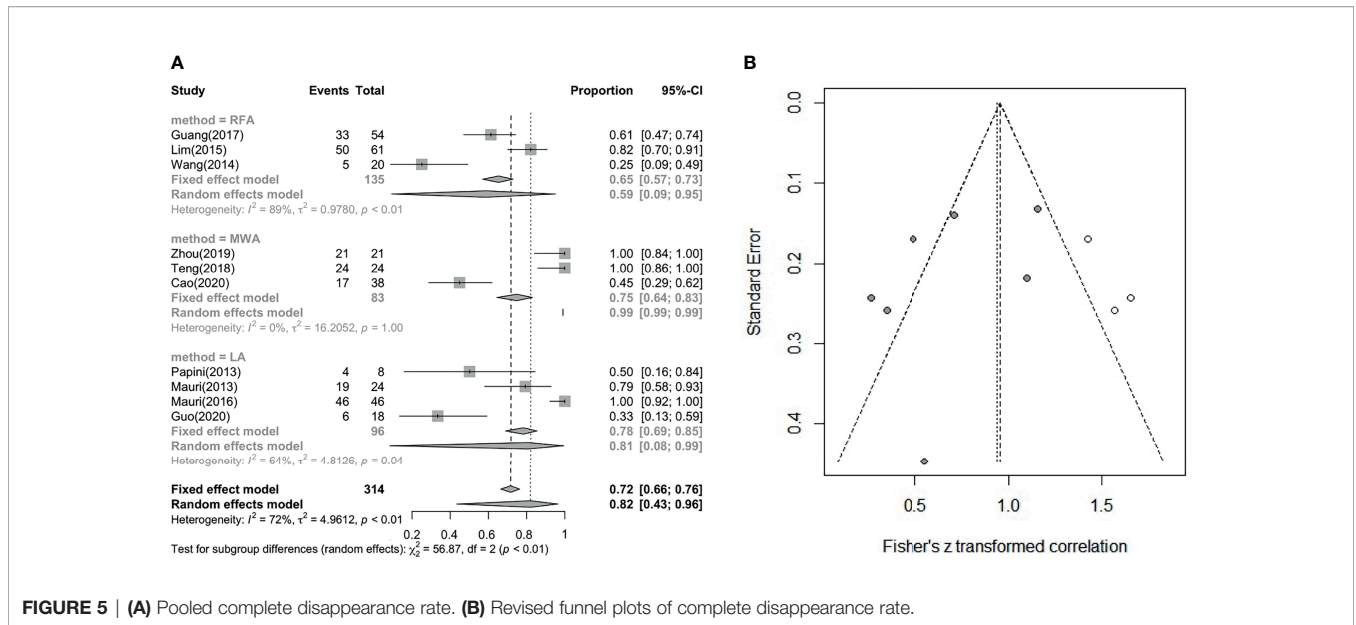 A
Study Events Total Proportion 95%-CI
method = RFA
Guang(2017) 33 54 0.61 [0.47; 0.74]
Lim(2015) 50 61 0.82 [0.70; 0.91]
Wang(2014) 5 20 0.25 [0.09; 0.49]
Fixed effect model 135 0.65 [0.57; 0.73]
Random effects model 0.59 [0.09; 0.95]
Heterogeneity: I² = 89%, τ² = 0.9780, p < 0.01
method = MWA
Zhou(2019) 21 21 1.00 [0.84; 1.00]
Teng(2018) 24 24 1.00 [0.86; 1.00]
Cao(2020) 17 38 0.45 [0.29; 0.62]
Fixed effect model 83 0.75 [0.64; 0.83]
Random effects model 0.99 [0.99; 0.99]
Heterogeneity: I² = 0%, τ² = 16.2052, p = 1.00
method = LA
Papini(2013) 4 8 0.50 [0.16; 0.84]
Mauri(2013) 19 24 0.79 [0.58; 0.93]
Mauri(2016) 46 46 1.00 [0.92; 1.00]
Guo(2020) 6 18 0.33 [0.13; 0.59]
Fixed effect model 96 0.78 [0.69; 0.85]
Random effects model 0.81 [0.08; 0.99]
Heterogeneity: I² = 64%, τ² = 4.8126, p = 0.04
Fixed effect model 314 0.72 [0.66; 0.76]
Random effects model 0.82 [0.43; 0.96]
Heterogeneity: I² = 72%, τ² = 4.9612, p < 0.01
0.2 0.4 0.6 0.8 1
Test for subgroup differences (random effects): χ²₂ = 56.87, df = 2 (p < 0.01)
B
Standard Error
0.0
0.1
0.2
0.3
0.4
0.5 1.0 1.5
Fisher's z transformed correlation
FIGURE 5 | (A) Pooled complete disappearance rate. (B) Revised funnel plots of complete disappearance rate.